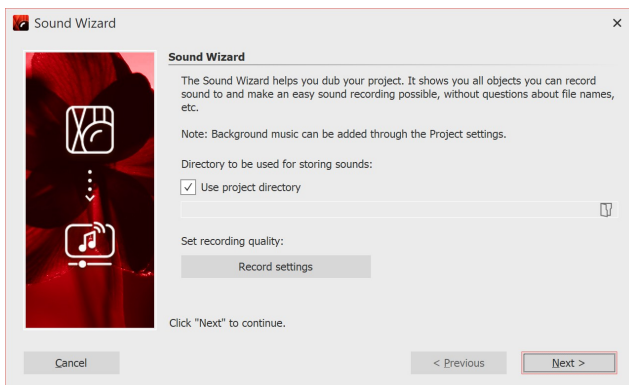 Sound Wizard
Sound Wizard
The Sound Wizard helps you dub your project. It shows you all objects you can record
sound to and make an easy sound recording possible, without questions about file names,
etc.
Note: Background music can be added through the Project settings.
Directory to be used for storing sounds:
Use project directory
Set recording quality:
Record settings
Click "Next" to continue.
Cancel
< Previous
Next >